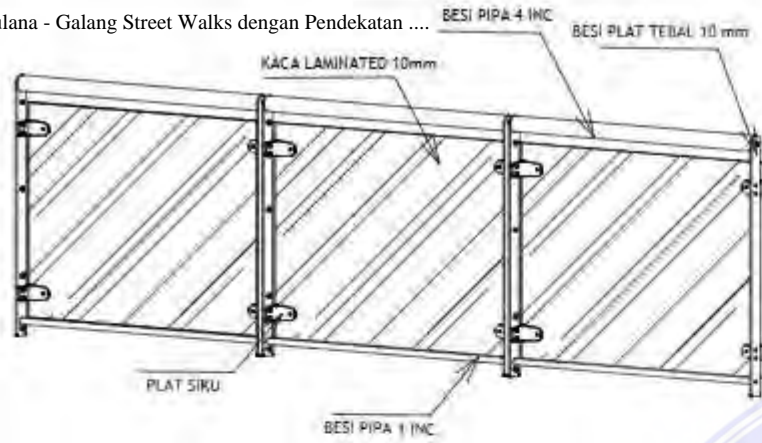 ulana - Galang Street Walks dengan Pendekatan ....
BESI PIPA 4 INC
BESI PLAT TEBAL 10 mm
KACA LAMINATED 10mm
PLAT SIKU
BESI PIPA 1 INC